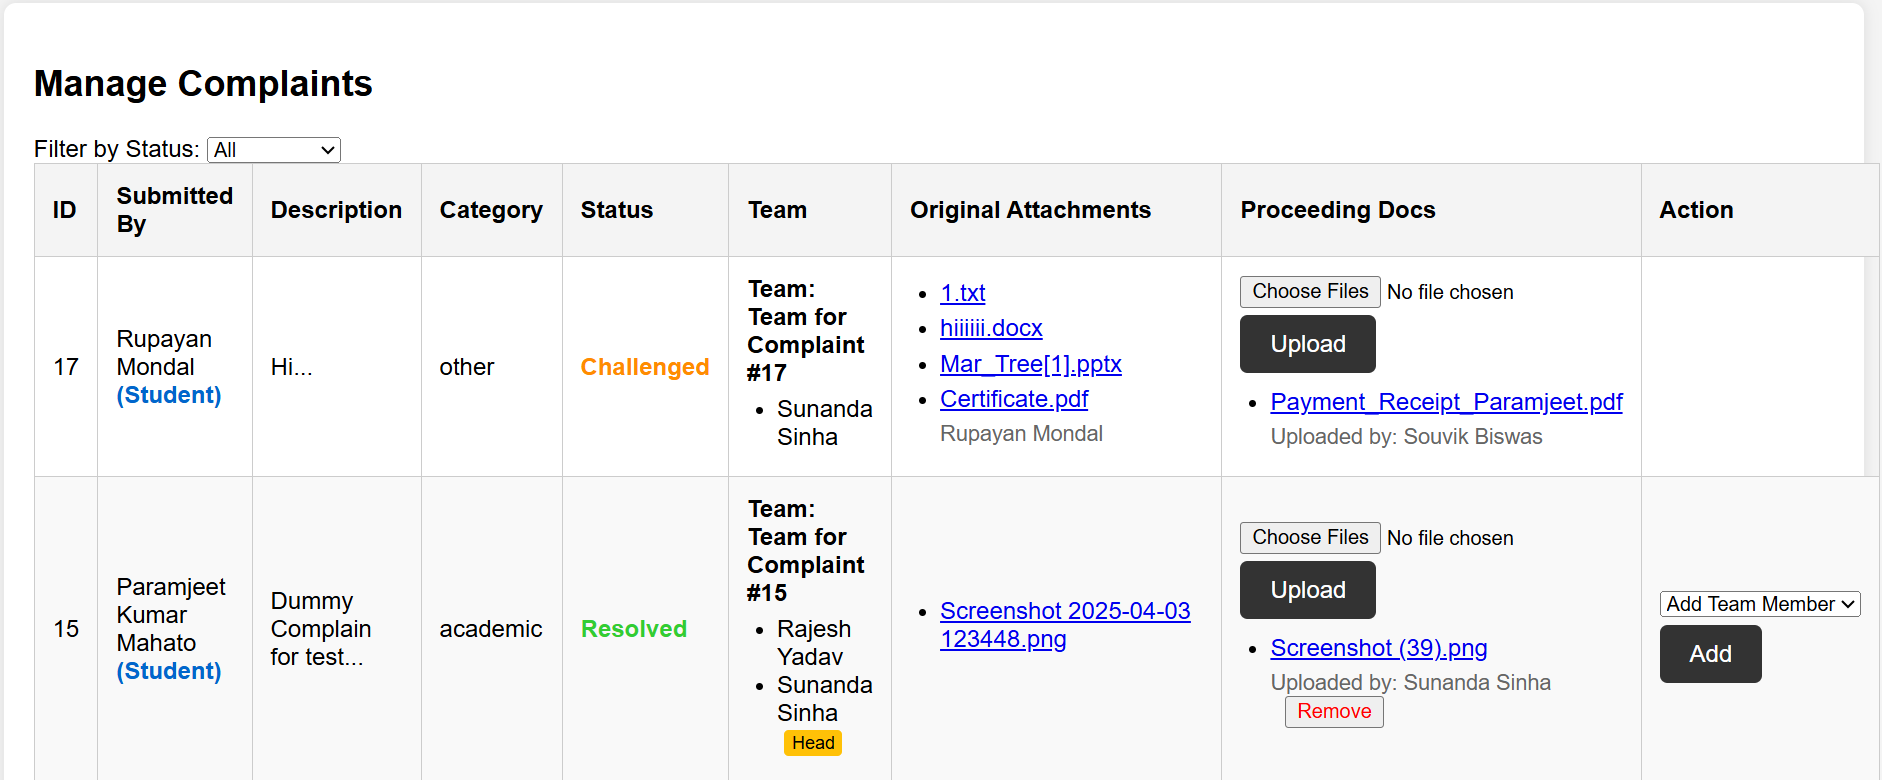 Manage Complaints
Filter by Status: All
ID
Submitted
By
Description
Category
Status
Team
Original Attachments
Proceeding Docs
Action
17
Rupayan
Mondal
(Student)
Hi...
other
Challenged
Team:
Team for
Complaint
#17
Sunanda
Sinha
1.txt
hiiiiii.docx
Mar_Tree[1].pptx
Certificate.pdf
Rupayan Mondal
Choose Files No file chosen
Upload
Payment_Receipt_Paramjeet.pdf
Uploaded by: Souvik Biswas
15
Paramjeet
Kumar
Mahato
(Student)
Dummy
Complain
for test...
academic
Resolved
Team:
Team for
Complaint
#15
Rajesh
Yadav
Sunanda
Sinha
Head
Screenshot 2025-04-03
123448.png
Choose Files No file chosen
Upload
Screenshot (39).png
Uploaded by: Sunanda Sinha
Remove
Add Team Member
Add